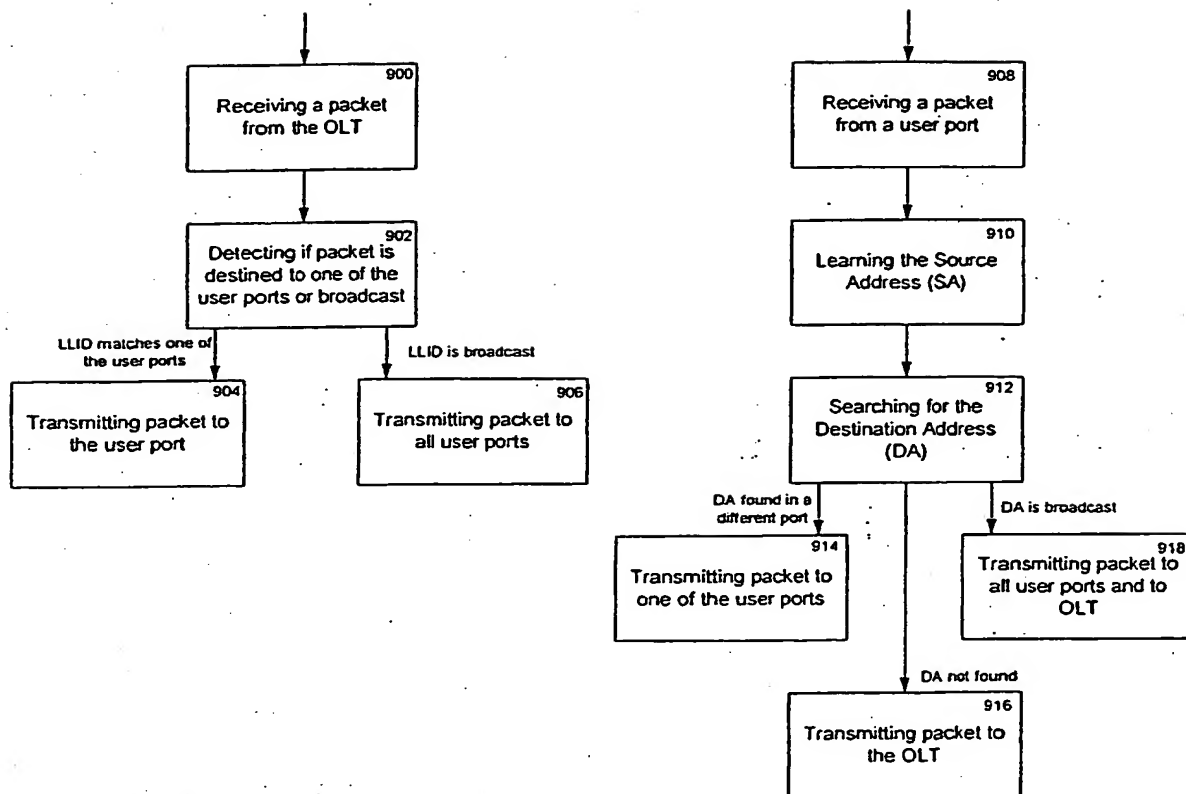 900
Receiving a packet
from the OLT
902
Detecting if packet is
destined to one of the
user ports or broadcast
LLID matches one of
the user ports
LLID is broadcast
904
Transmitting packet to
the user port
906
Transmitting packet to
all user ports
908
Receiving a packet
from a user port
910
Learning the Source
Address (SA)
912
Searching for the
Destination Address
(DA)
DA found in a
different port
DA is broadcast
914
Transmitting packet to
one of the user ports
918
Transmitting packet to
all user ports and to
OLT
DA not found
916
Transmitting packet to
the OLT